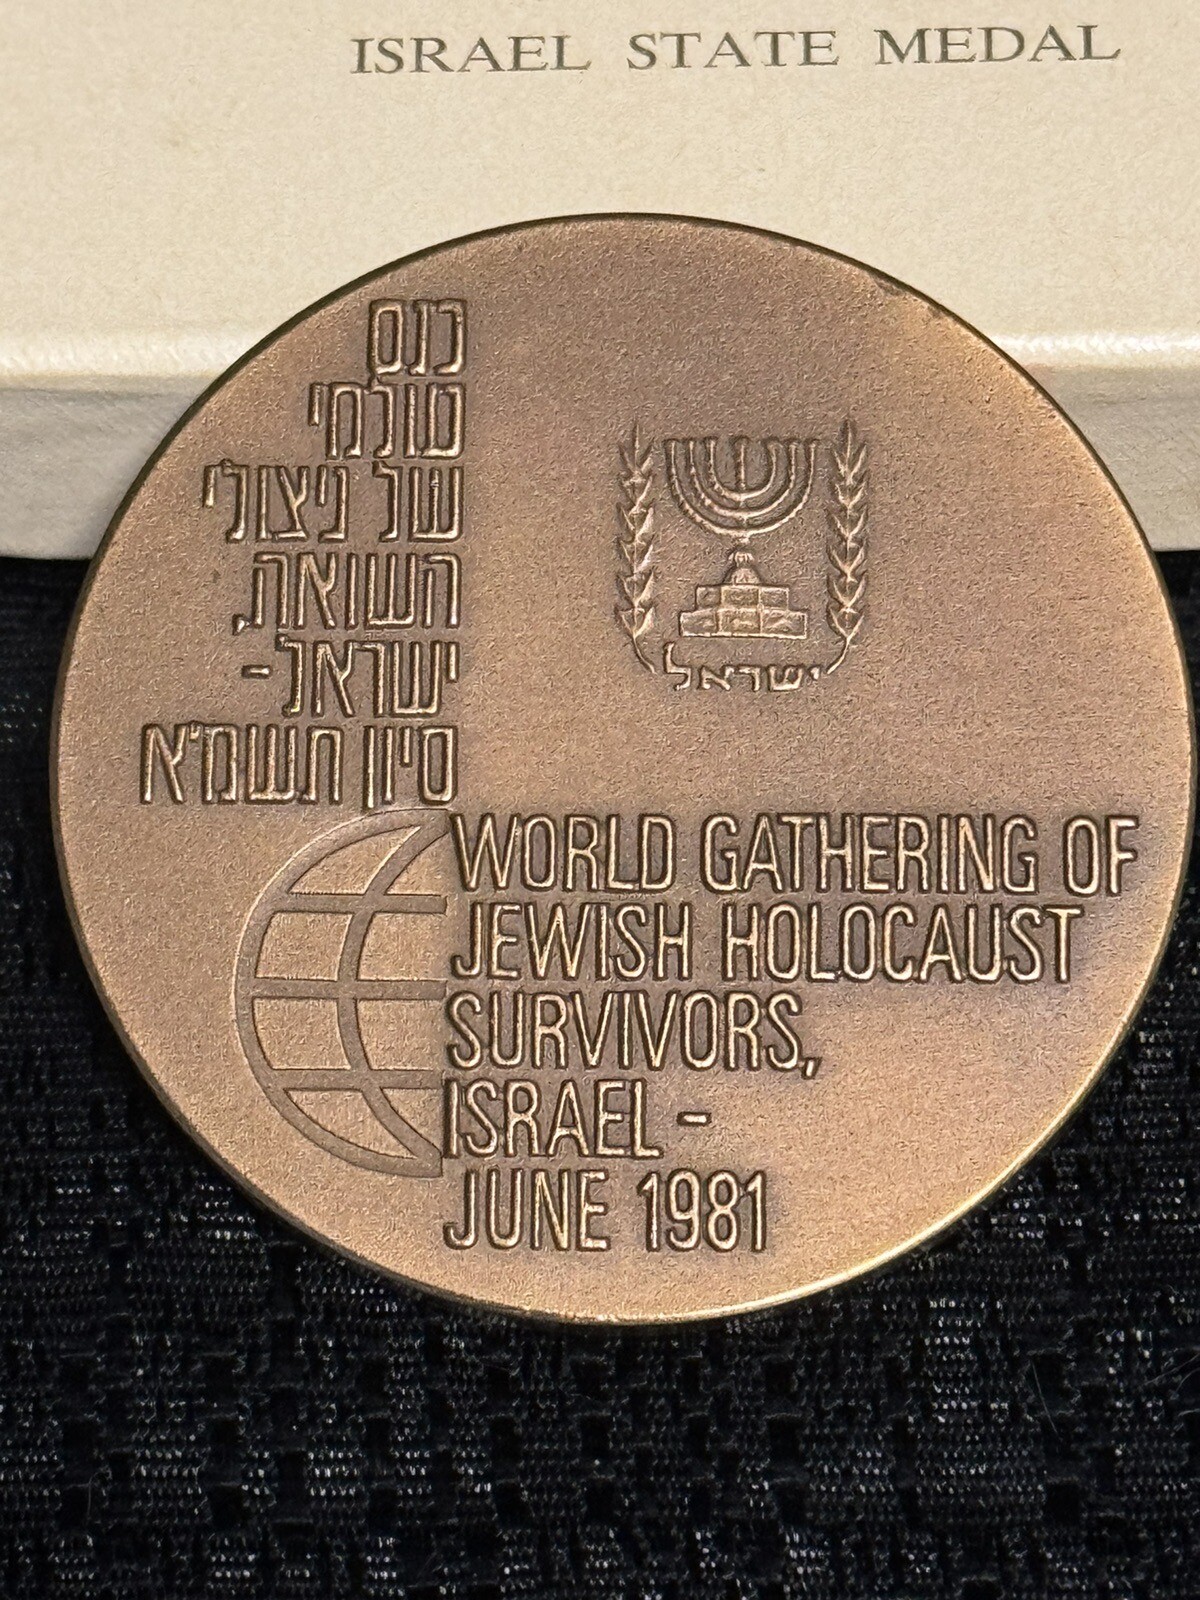 ISRAEL STATE MEDAL
כנס
עולמי
של ניצולי
השואה,
ישראל -
סיון תשמ"א
ישראל
WORLD GATHERING OF
JEWISH HOLOCAUST
SURVIVORS,
ISRAEL -
JUNE 1981